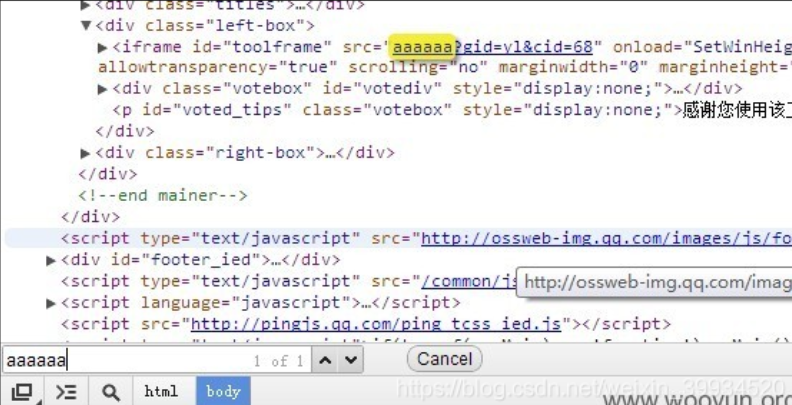 <div class="titles">…</div>
▼<div class="left-box">
▶<iframe id="toolframe" src="aaaaaa?gid=yl&cid=68" onload="SetWinHeig
allowtransparency="true" scrolling="no" marginwidth="0" marginheight="
▶<div class="votebox" id="votediv" style="display:none;">…</div>
<p id="voted_tips" class="votebox" style="display:none;">感谢您使用该
</div>
▶<div class="right-box">…</div>
</div>
<!--end mainer-->
</div>
<script type="text/javascript" src="http://ossweb-img.qq.com/images/js/fo
▶<div id="footer_ied">…</div>
<script type="text/javascript" src="/common/js
http://ossweb-img.qq.com/imag
▶<script language="javascript">…</script>
<script src="http://pingjs.qq.com/ping_tcss_ied.js"></script>
aaaaaa 1 of 1 Cancel
html body
https://blog.csdn.net/weixin_39934520
www.wooyun.org